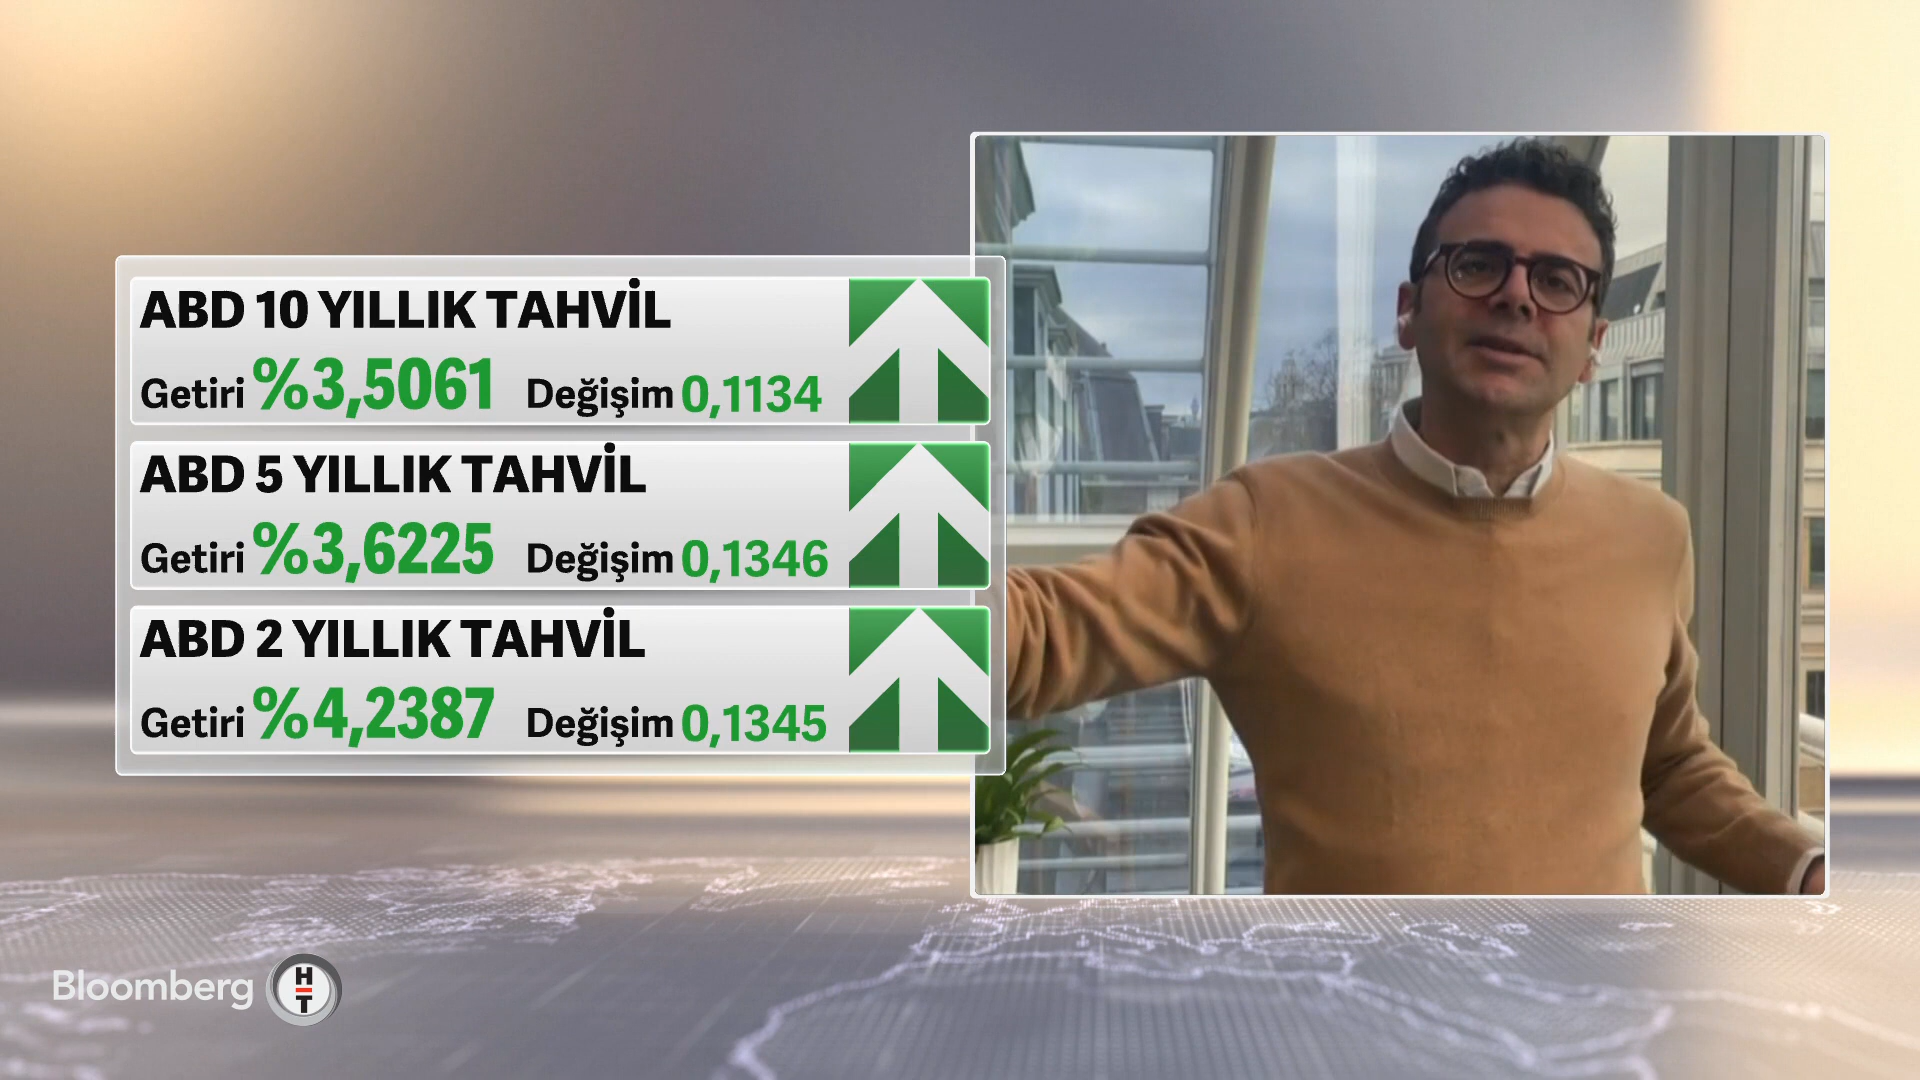 ABD 10 YILLIK TAHVİL
Getiri %3,5061 Değişim 0,1134
ABD 5 YILLIK TAHVİL
Getiri %3,6225 Değişim 0,1346
ABD 2 YILLIK TAHVİL
Getiri %4,2387 Değişim 0,1345
Bloomberg HT